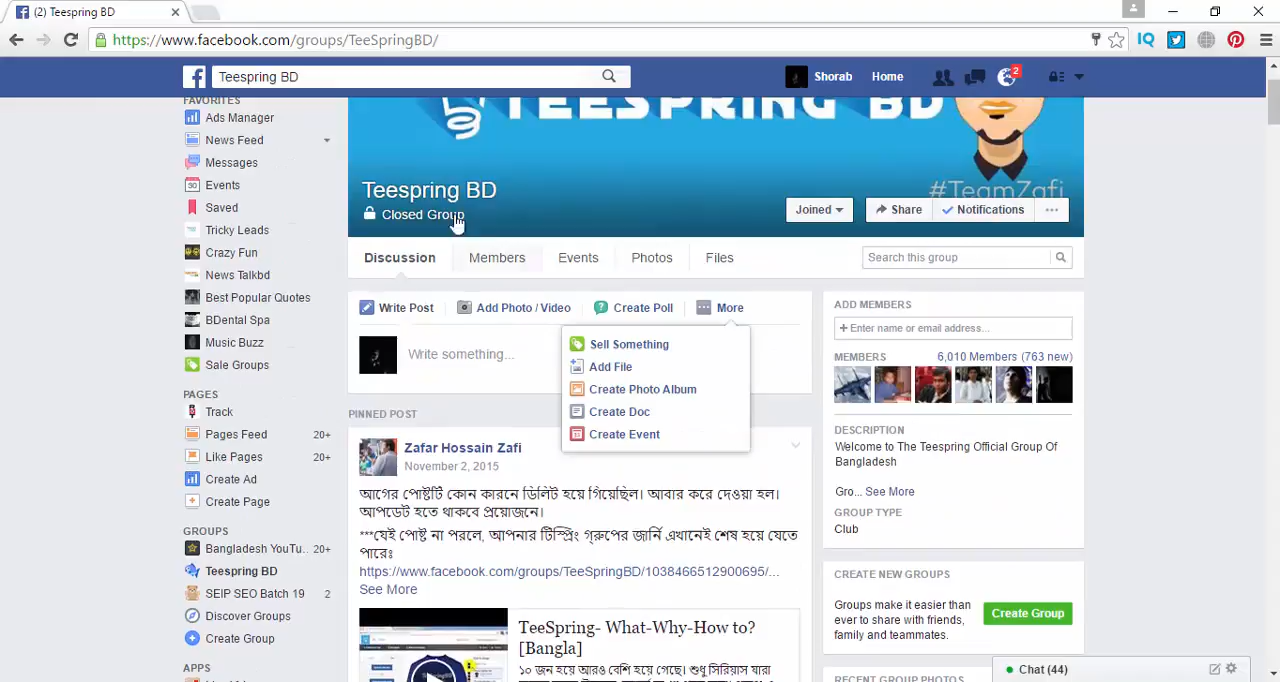 (2) Teespring BD
https://www.facebook.com/groups/TeeSpringBD/
Teespring BD
Shorab
Home
2
TEESPRING BD
#TeamZafi
Teespring BD
Closed Group
Joined
Share
Notifications
Discussion
Members
Events
Photos
Files
Search this group
FAVORITES
Ads Manager
News Feed
Messages
Events
Saved
Tricky Leads
Crazy Fun
News Talkbd
Best Popular Quotes
BDental Spa
Music Buzz
Sale Groups
PAGES
Track
Pages Feed 20+
Like Pages 20+
Create Ad
Create Page
GROUPS
Bangladesh YouTu.. 20+
Teespring BD
SEIP SEO Batch 19 2
Discover Groups
Create Group
APPS
Write Post
Add Photo / Video
Create Poll
More
Write something...
Sell Something
Add File
Create Photo Album
Create Doc
Create Event
PINNED POST
Zafar Hossain Zafi
November 2, 2015
আগের পোষ্টটি কোন কারনে ডিলিট হয়ে গিয়েছিল। আবার করে দেওয়া হল।
আপডেট হতে থাকবে প্রয়োজনে।
***যেই পোষ্ট না পরলে, আপনার টিস্প্রিং গ্রুপের জার্নি এখানেই শেষ হয়ে যেতে
পারেঃ
https://www.facebook.com/groups/TeeSpringBD/1038466512900695/...
See More
TeeSpring- What-Why-How to?
[Bangla]
১০ জন হয়ে আরও বেশি হয়ে গেছে। শুধু সিরিয়াস যারা
ADD MEMBERS
+ Enter name or email address...
MEMBERS
6,010 Members (763 new)
DESCRIPTION
Welcome to The Teespring Official Group Of
Bangladesh
Gro... See More
GROUP TYPE
Club
CREATE NEW GROUPS
Groups make it easier than
ever to share with friends,
family and teammates.
Create Group
RECENT GROUP PHOTOS
Chat (44)